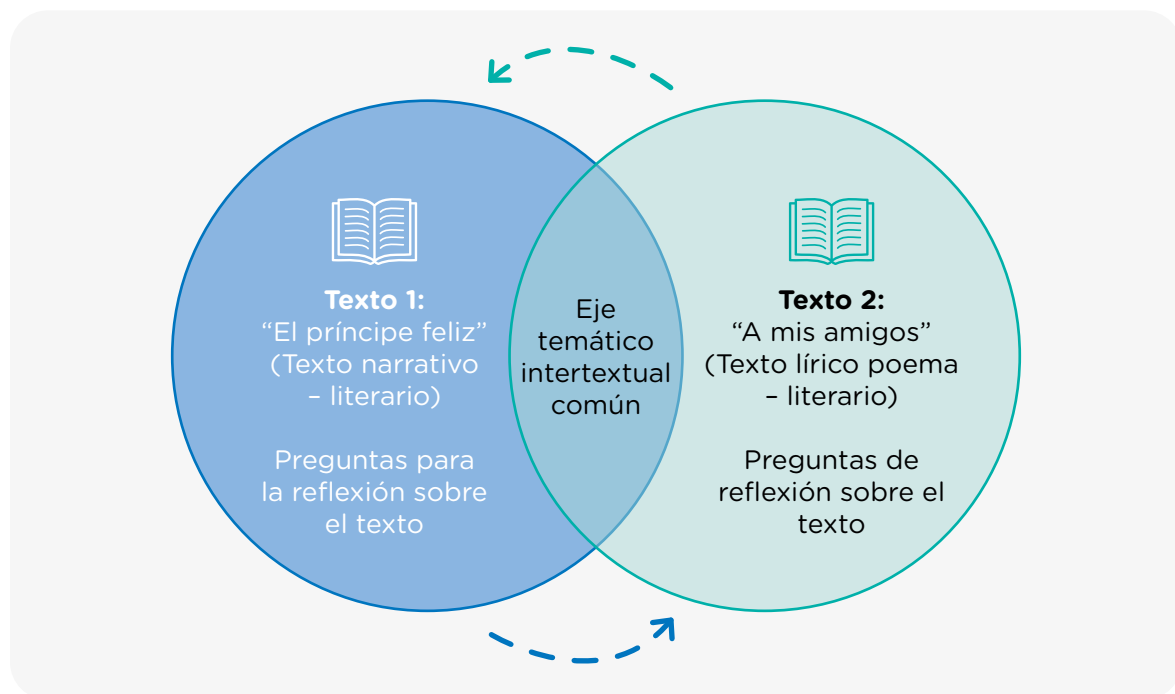 Texto 1:
“El príncipe feliz”
(Texto narrativo
– literario)
Preguntas para
la reflexión sobre
el texto
Eje
temático
intertextual
común
Texto 2:
“A mis amigos”
(Texto lírico poema
– literario)
Preguntas de
reflexión sobre el
texto